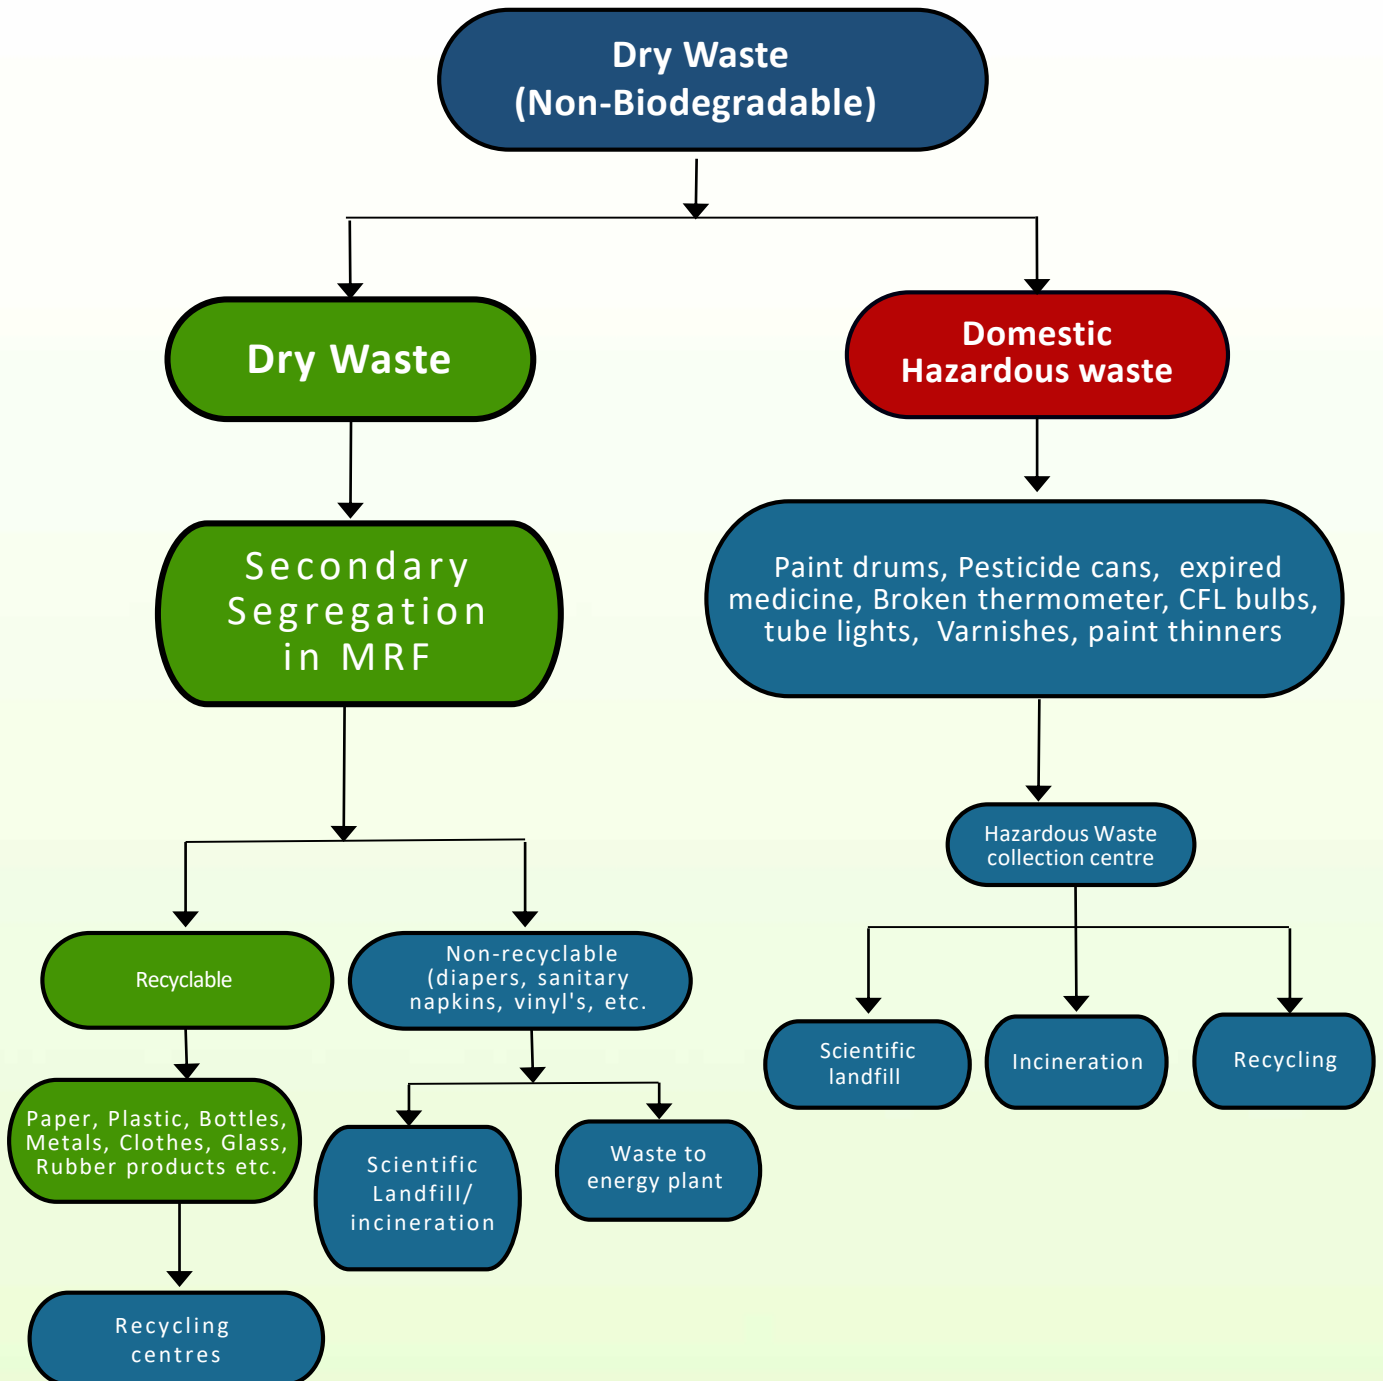 Dry Waste
(Non-Biodegradable)
Dry Waste
Domestic
Hazardous waste
Secondary
Segregation
in MRF
Paint drums, Pesticide cans, expired
medicine, Broken thermometer, CFL bulbs,
tube lights, Varnishes, paint thinners
Hazardous Waste
collection centre
Recyclable
Non-recyclable
(diapers, sanitary
napkins, vinyl's, etc.
Scientific
landfill
Incineration
Recycling
Paper, Plastic, Bottles,
Metals, Clothes, Glass,
Rubber products etc.
Scientific
Landfill/
incineration
Waste to
energy plant
Recycling
centres